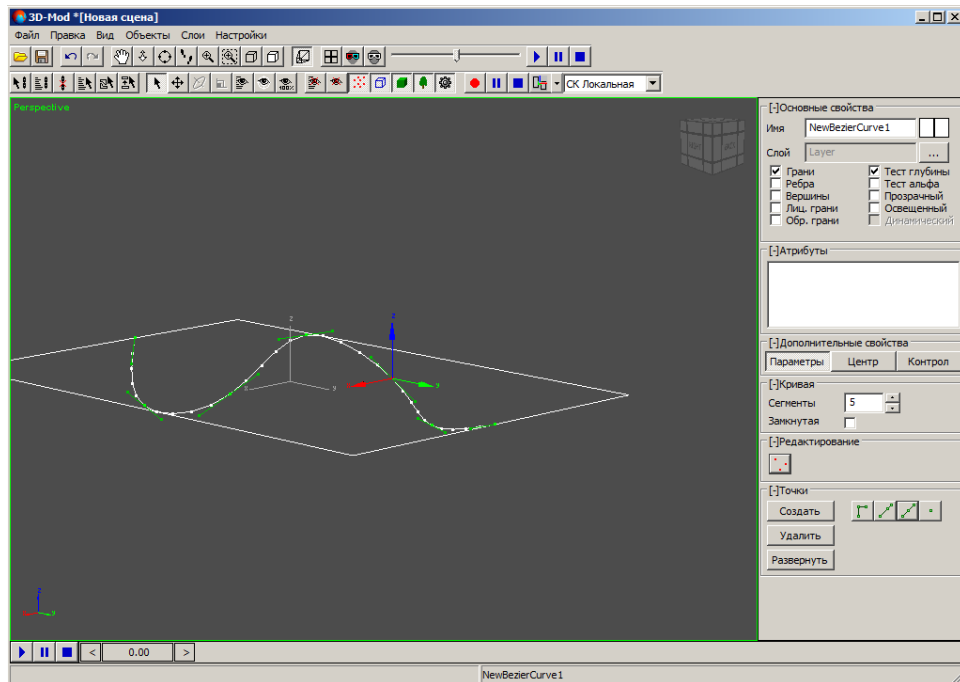 3D-Mod *[Новая сцена]
Файл Правка Вид Объекты Слои Настройки
СК Локальная
Perspective
[-]Основные свойства
Имя NewBezierCurve1
Слой Layer ...
Грани Тест глубины
Ребра Тест альфа
Вершины Прозрачный
Лиц. грани Освещенный
Обр. грани Динамический
[-]Атрибуты
[-]Дополнительные свойства
Параметры Центр Контрол
[-]Кривая
Сегменты 5
Замкнутая
[-]Редактирование
[-]Точки
Создать
Удалить
Развернуть
z
x y
z
y
z
y
< 0.00 >
NewBezierCurve1